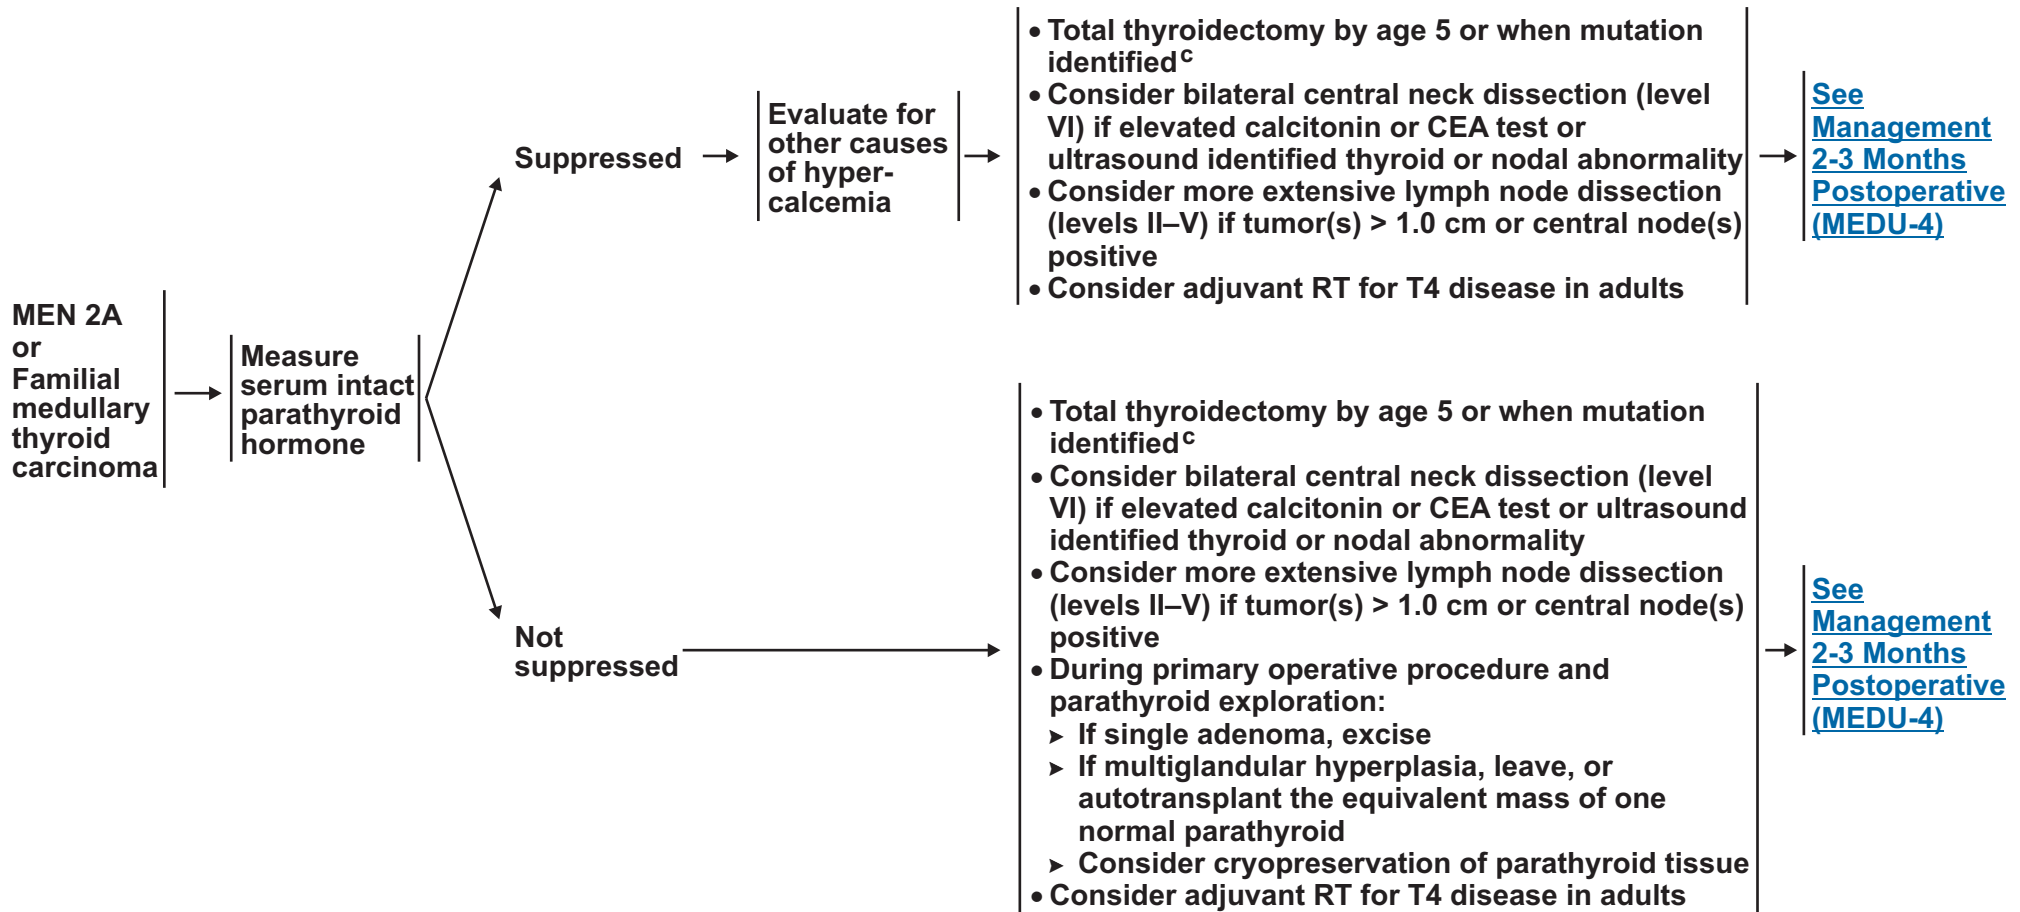 MEN 2A
or
Familial
medullary
thyroid
carcinoma
Measure
serum intact
parathyroid
hormone
Suppressed
Evaluate for
other causes
of hyper-
calcemia
• Total thyroidectomy by age 5 or when mutation
identifiedᶜ
• Consider bilateral central neck dissection (level
VI) if elevated calcitonin or CEA test or
ultrasound identified thyroid or nodal abnormality
• Consider more extensive lymph node dissection
(levels II–V) if tumor(s) > 1.0 cm or central node(s)
positive
• Consider adjuvant RT for T4 disease in adults
See
Management
2-3 Months
Postoperative
(MEDU-4)
Not
suppressed
• Total thyroidectomy by age 5 or when mutation
identifiedᶜ
• Consider bilateral central neck dissection (level
VI) if elevated calcitonin or CEA test or ultrasound
identified thyroid or nodal abnormality
• Consider more extensive lymph node dissection
(levels II–V) if tumor(s) > 1.0 cm or central node(s)
positive
• During primary operative procedure and
parathyroid exploration:
➤ If single adenoma, excise
➤ If multiglandular hyperplasia, leave, or
autotransplant the equivalent mass of one
normal parathyroid
➤ Consider cryopreservation of parathyroid tissue
• Consider adjuvant RT for T4 disease in adults
See
Management
2-3 Months
Postoperative
(MEDU-4)